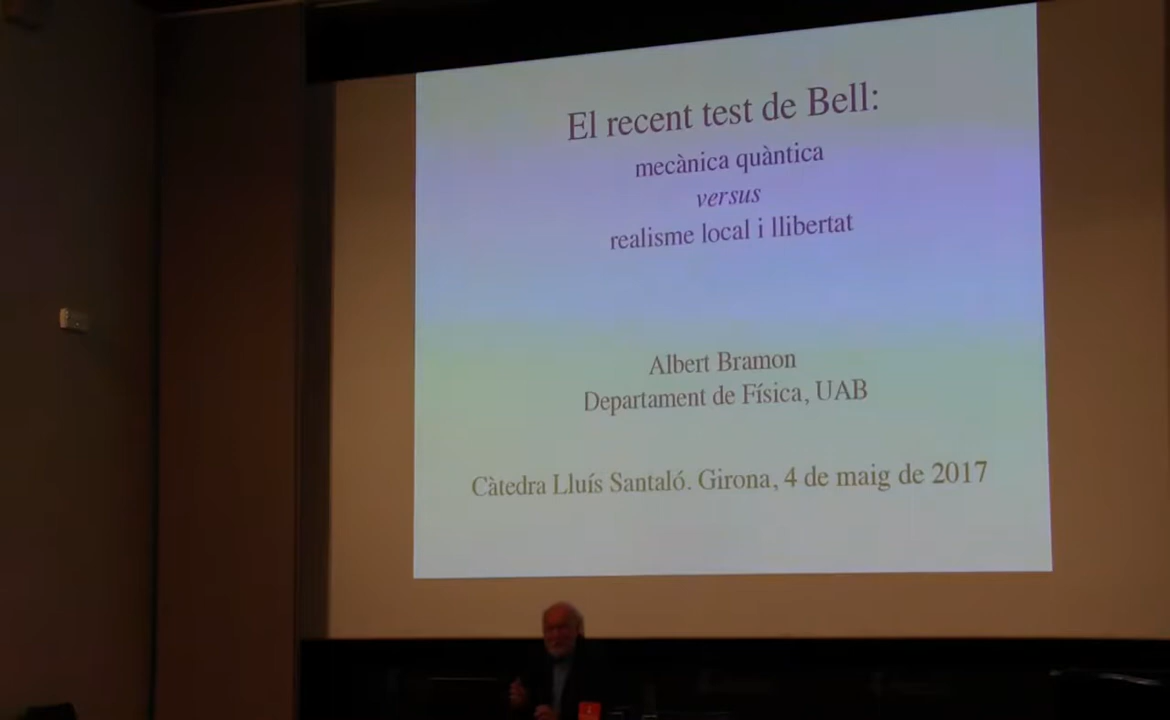 El recent test de Bell:
mecànica quàntica
versus
realisme local i llibertat
Albert Bramon
Departament de Física, UAB
Càtedra Lluís Santaló. Girona, 4 de maig de 2017